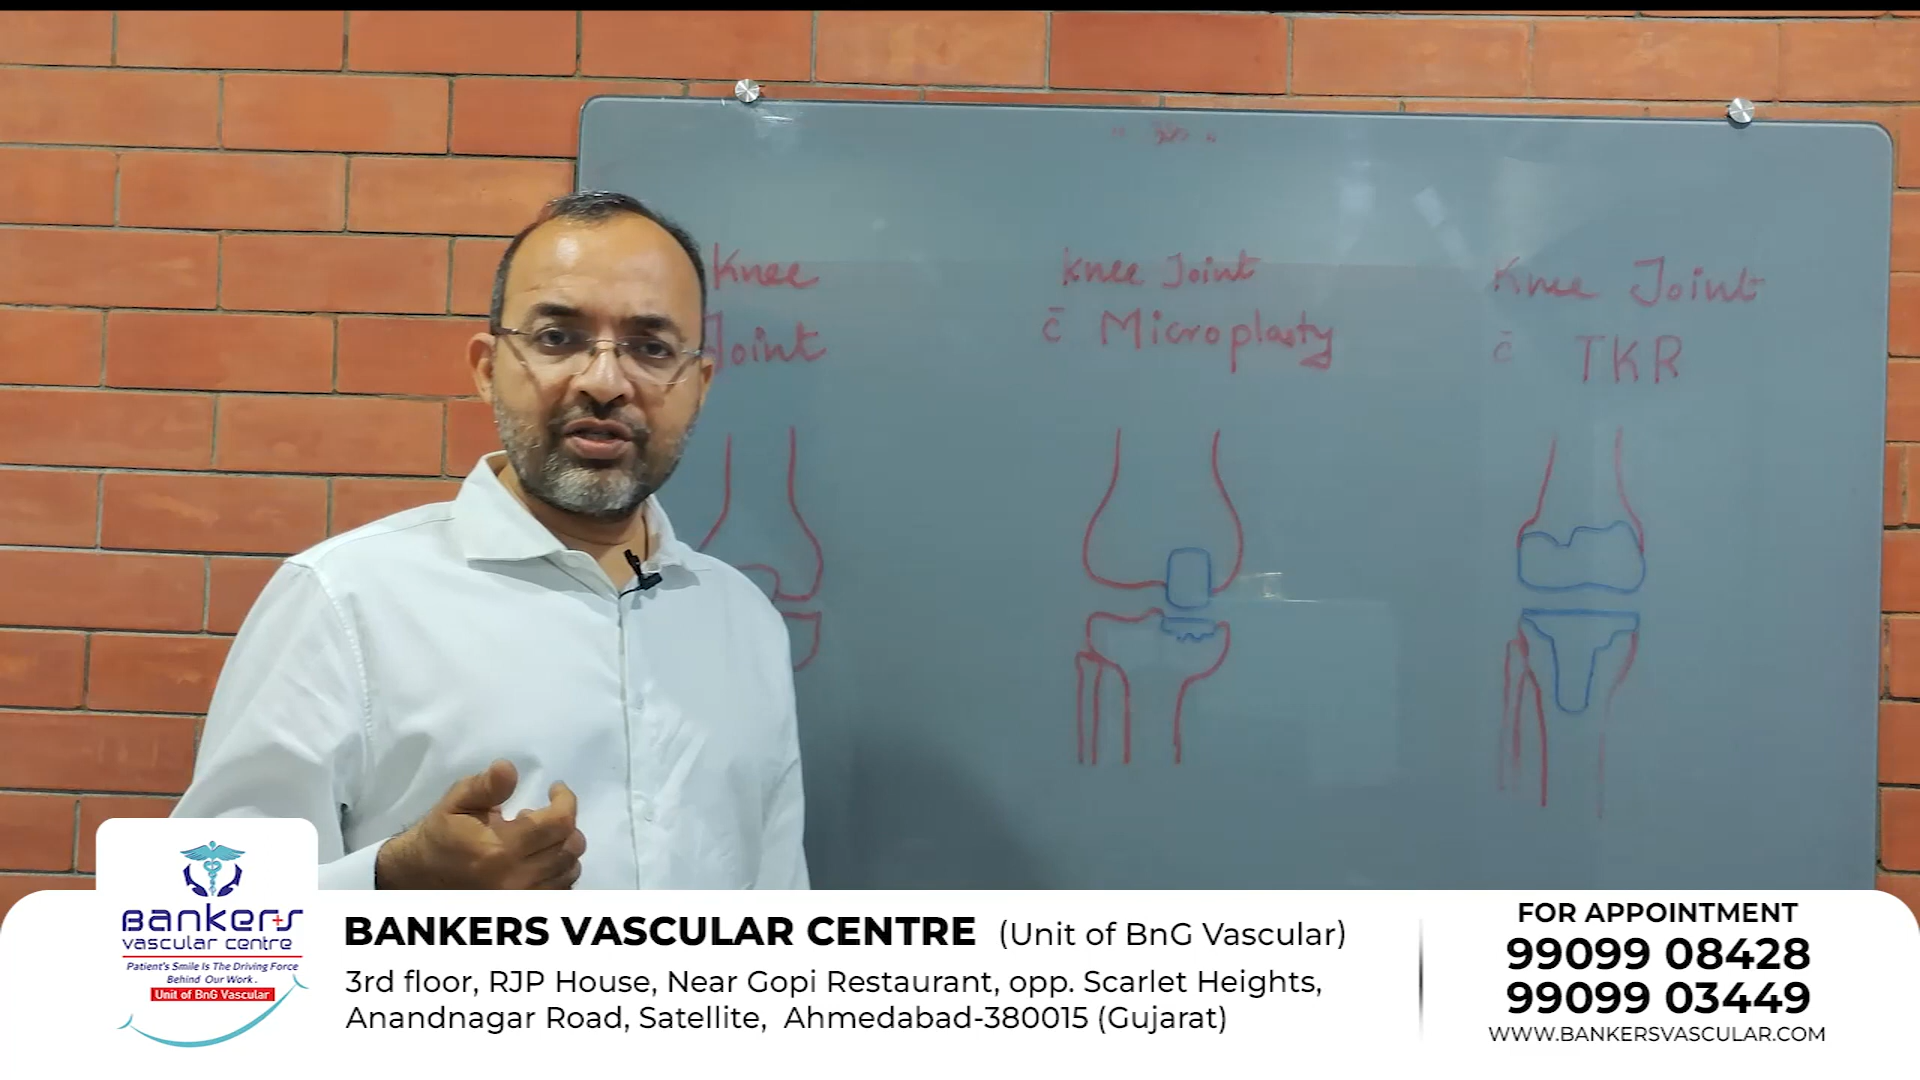 Knee
Joint
Knee Joint
c̄ Microplasty
Knee Joint
c̄ TKR
Bankers
vascular centre
Patient's Smile Is The Driving Force
Behind Our Work.
Unit of BnG Vascular
BANKERS VASCULAR CENTRE (Unit of BnG Vascular)
3rd floor, RJP House, Near Gopi Restaurant, opp. Scarlet Heights,
Anandnagar Road, Satellite, Ahmedabad-380015 (Gujarat)
FOR APPOINTMENT
99099 08428
99099 03449
WWW.BANKERSVASCULAR.COM